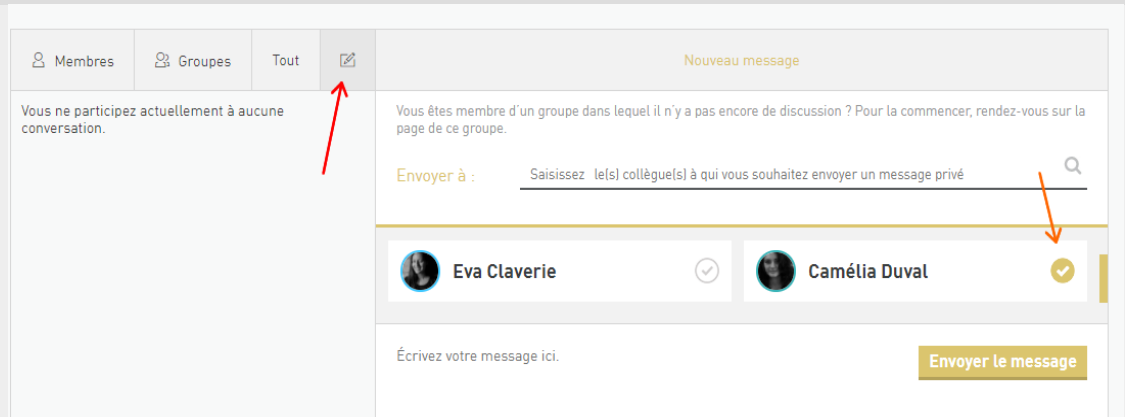 Membres
Groupes
Tout
Nouveau message
Vous ne participez actuellement à aucune
conversation.
Vous êtes membre d'un groupe dans lequel il n'y a pas encore de discussion ? Pour la commencer, rendez-vous sur la
page de ce groupe.
Envoyer à :
Saisissez le(s) collègue(s) à qui vous souhaitez envoyer un message privé
Eva Claverie
Camélia Duval
Écrivez votre message ici.
Envoyer le message